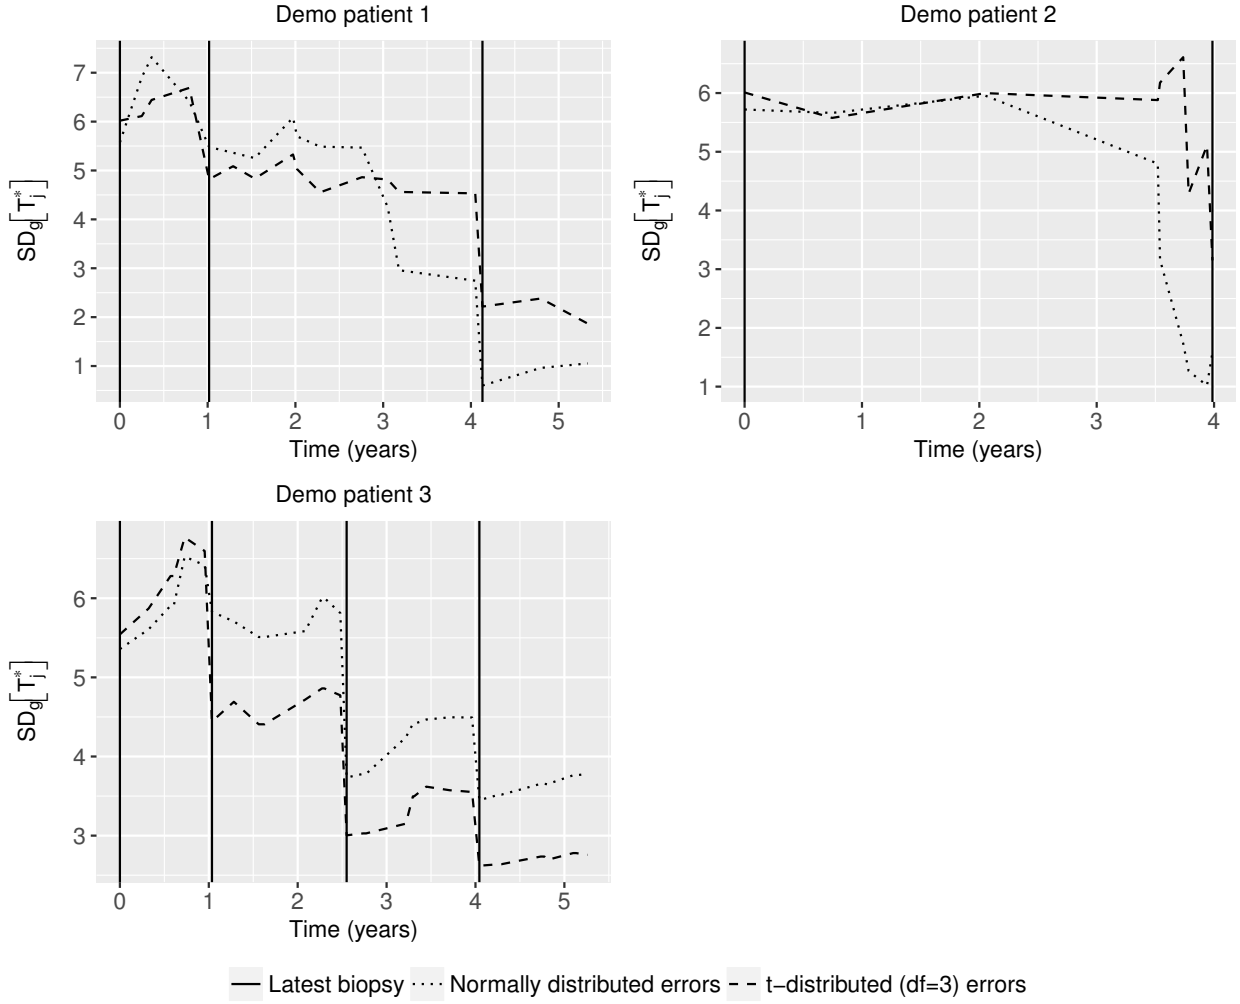 Demo patient 1
7
6
5
4
3
2
1
SD_g[T_j^*]
0 1 2 3 4 5
Time (years)
Demo patient 2
6
5
4
3
2
1
SD_g[T_j^*]
0 1 2 3 4
Time (years)
Demo patient 3
6
5
4
3
SD_g[T_j^*]
0 1 2 3 4 5
Time (years)
Latest biopsy Normally distributed errors t−distributed (df=3) errors